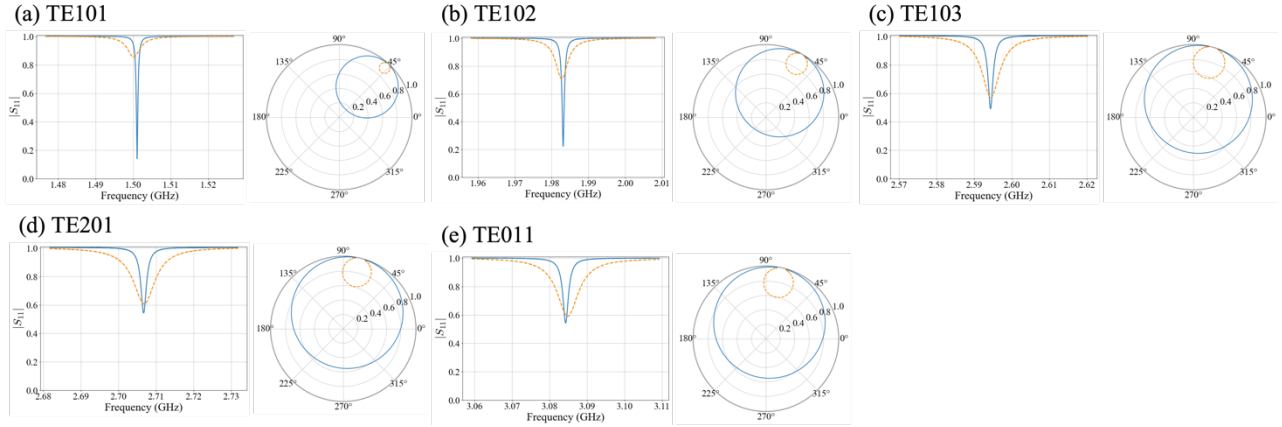 (a) TE101
|S₁₁|
1.0
0.8
0.6
0.4
0.2
0.0
1.48 1.49 1.50 1.51 1.52
Frequency (GHz)
90°
135° 45°
180° 0.2 0.4 0.6 0.8 1.0 0°
225° 315°
270°
(b) TE102
|S₁₁|
1.0
0.8
0.6
0.4
0.2
0.0
1.96 1.97 1.98 1.99 2.00 2.01
Frequency (GHz)
90°
135° 45°
180° 0.2 0.4 0.6 0.8 1.0 0°
225° 315°
270°
(c) TE103
|S₁₁|
1.0
0.8
0.6
0.4
0.2
0.0
2.57 2.58 2.59 2.60 2.61 2.62
Frequency (GHz)
90°
135° 45°
180° 0.2 0.4 0.6 0.8 1.0 0°
225° 315°
270°
(d) TE201
|S₁₁|
1.0
0.8
0.6
0.4
0.2
0.0
2.68 2.69 2.70 2.71 2.72 2.73
Frequency (GHz)
90°
135° 45°
180° 0.2 0.4 0.6 0.8 1.0 0°
225° 315°
270°
(e) TE011
|S₁₁|
1.0
0.8
0.6
0.4
0.2
0.0
3.06 3.07 3.08 3.09 3.10 3.11
Frequency (GHz)
90°
135° 45°
180° 0.2 0.4 0.6 0.8 1.0 0°
225° 315°
270°